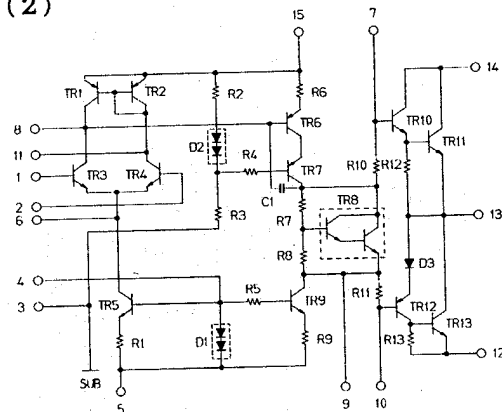 (2)
15 7
14
TR1 TR2
R2 R6
TR6 TR10 TR11
8
D2
11
R10 R12
1 TR3 TR4 R4 TR7
TR8
2 C1
13
6 R3 R7
D3
4 R8
R5 R11
3 TR5 TR9 TR12
TR13
R1 D1 R9 R13
12
SUB
5 9 10